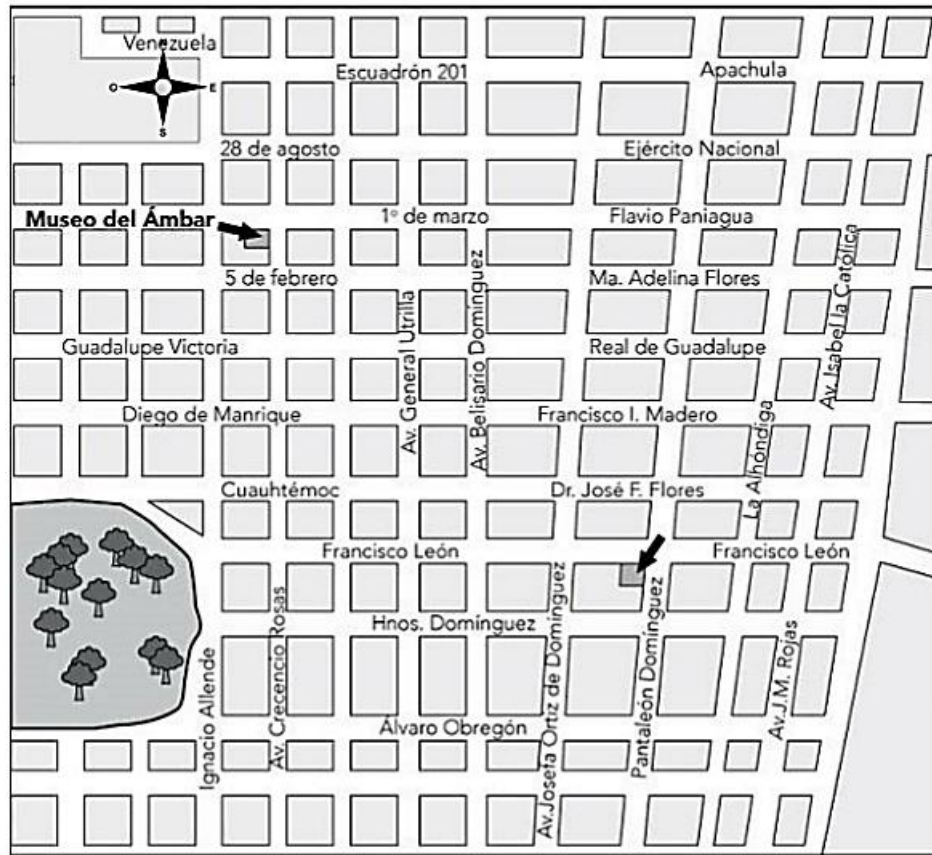 Venezuela
Escuadrón 201
Apachula
O
E
S
28 de agosto
Ejército Nacional
Museo del Ámbar
1º de marzo
Flavio Paniagua
5 de febrero
Ma. Adelina Flores
Guadalupe Victoria
Real de Guadalupe
Av. General Utrilla
Av. Belisario Domínguez
Av. Isabel la Católica
Diego de Manrique
Francisco I. Madero
La Alhóndiga
Cuauhtémoc
Dr. José F. Flores
Francisco León
Francisco León
Hnos. Domínguez
Ignacio Allende
Av. Crecencio Rosas
Álvaro Obregón
Av.Josefa Ortiz de Domínguez
Pantaleón Domínguez
Av.J.M. Rojas